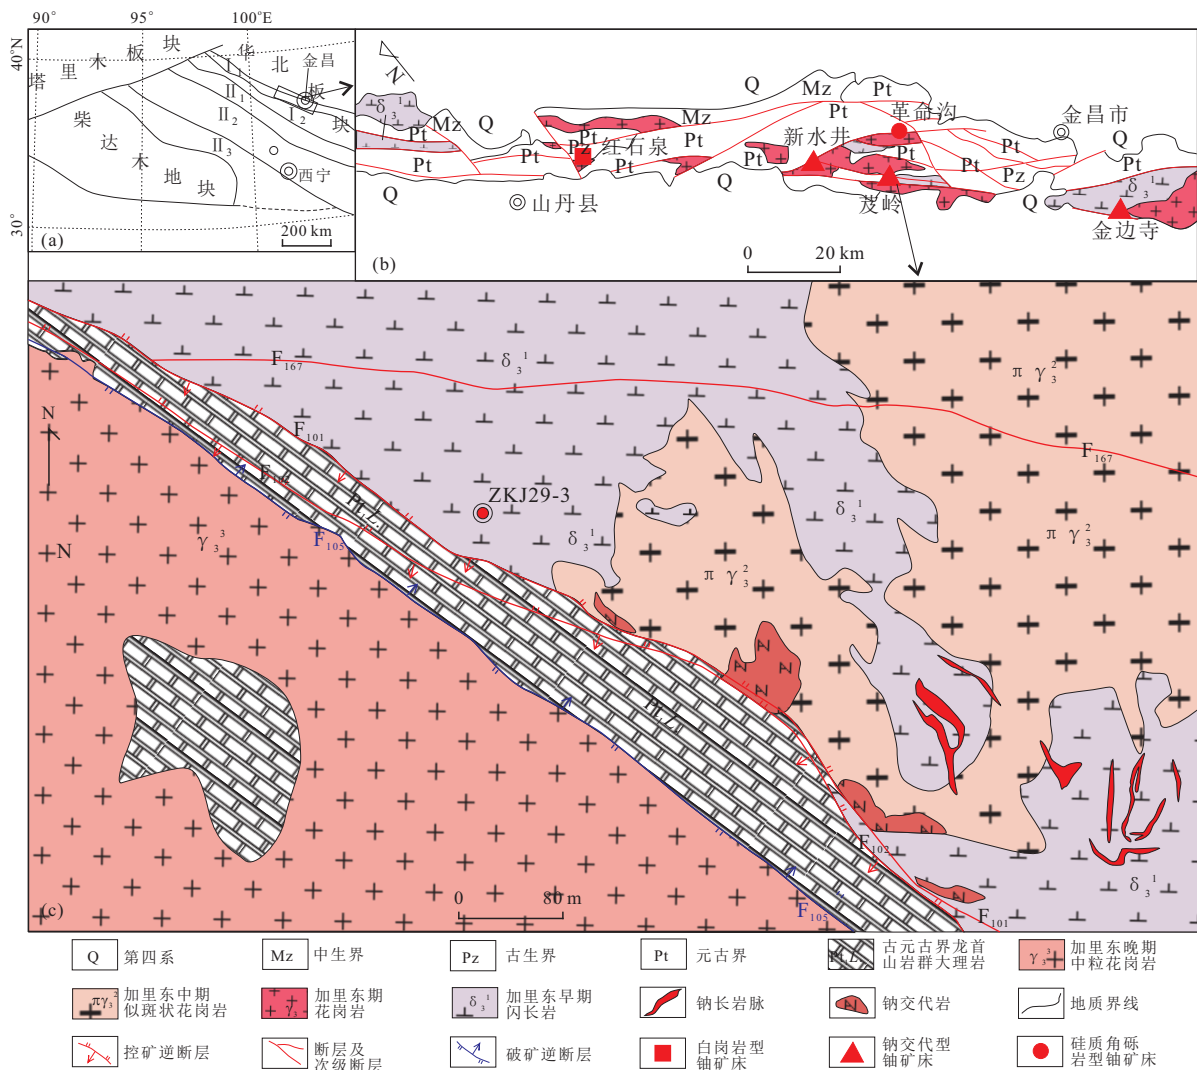 90° 95° 100°E
40°N
30°N
塔里木板块
华北板块
柴达木地块
金昌
西宁
I₁
I₂
II₁
II₂
II₃
200 km
(a)
N
Q Mz Pt
δ₃¹
Pt Mz Q Mz Pt
革命沟
金昌市
新水井
Pt Pz 红石泉
Pt Pt Pt Pt Pt Pt Pt
Q Q Pz Q
δ₃¹
山丹县
芨岭
金边寺
(b)
0 20 km
δ₃¹
F₁₆₇
πγ₃²
N
F₁₀₁
F₁₆₇
F₁₀₂
ZKJ29-3
δ₃¹
δ₃¹
πγ₃²
γ₃³
F₁₀₅
N
πγ₃²
F₁₀₂
δ₃¹
(c)
0 80 m
F₁₀₅
F₁₀₁
Q 第四系
Mz 中生界
Pz 古生界
Pt 元古界
古元古界龙首
山岩群大理岩
γ₃³ 加里东晚期
中粒花岗岩
πγ₃² 加里东中期
似斑状花岗岩
γ₃ 加里东期
花岗岩
δ₃¹ 加里东早期
闪长岩
钠长岩脉
钠交代岩
地质界线
控矿逆断层
断层及
次级断层
破矿逆断层
白岗岩型
铀矿床
钠交代型
铀矿床
硅质角砾
岩型铀矿床